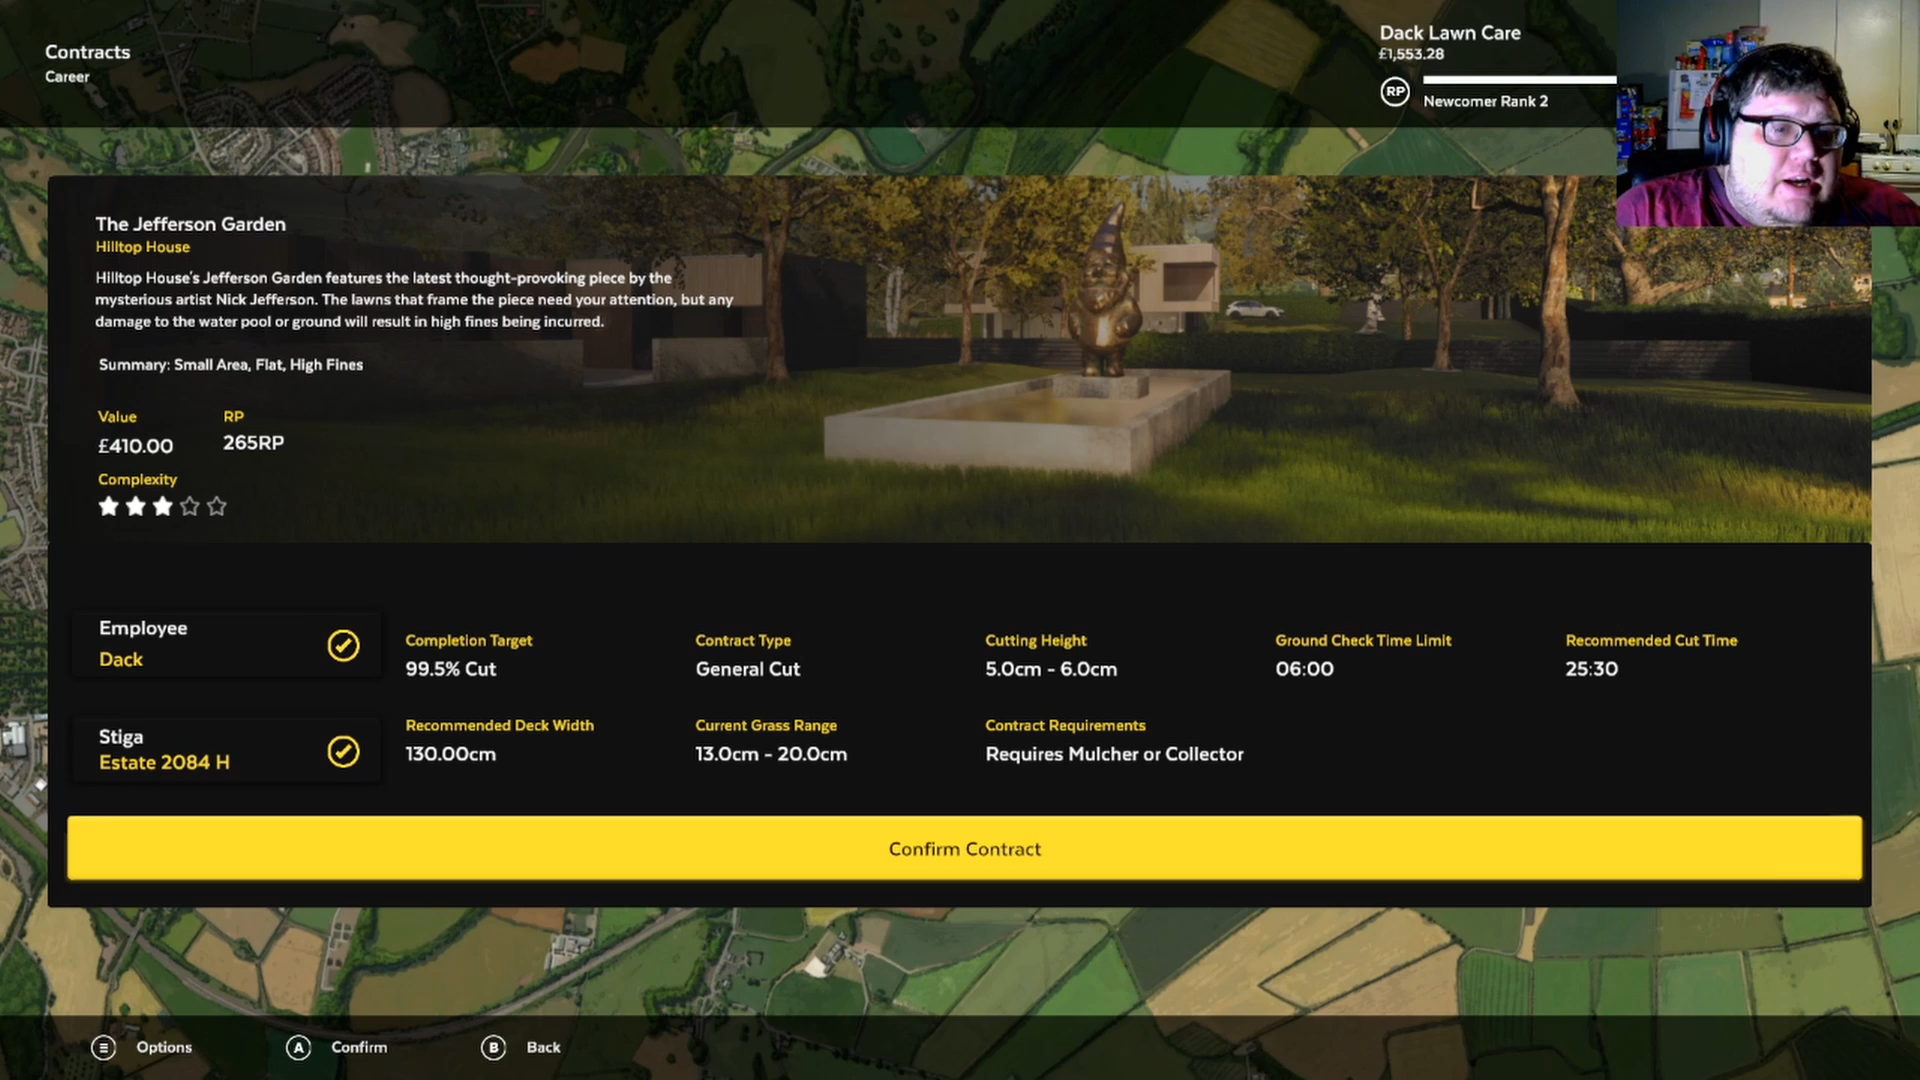 Contracts
Career
Dack Lawn Care
£1,553.28
RP
Newcomer Rank 2
The Jefferson Garden
Hilltop House
Hilltop House's Jefferson Garden features the latest thought-provoking piece by the
mysterious artist Nick Jefferson. The lawns that frame the piece need your attention, but any
damage to the water pool or ground will result in high fines being incurred.
Summary: Small Area, Flat, High Fines
Value
RP
£410.00
265RP
Complexity
Employee
Dack
Completion Target
99.5% Cut
Contract Type
General Cut
Cutting Height
5.0cm - 6.0cm
Ground Check Time Limit
06:00
Recommended Cut Time
25:30
Stiga
Estate 2084 H
Recommended Deck Width
130.00cm
Current Grass Range
13.0cm - 20.0cm
Contract Requirements
Requires Mulcher or Collector
Confirm Contract
Options
A Confirm
B Back